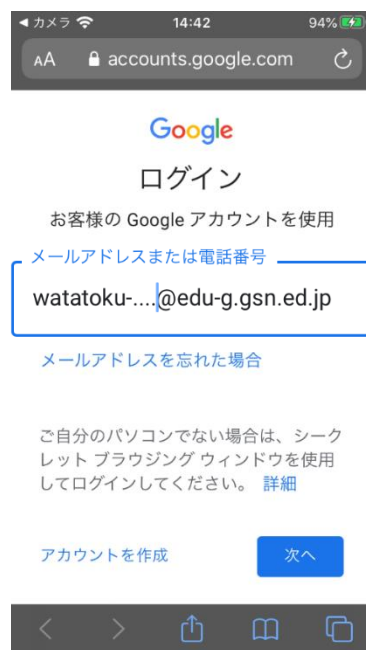 ◀カメラ 14:42 94%
AA accounts.google.com
Google
ログイン
お客様の Google アカウントを使用
メールアドレスまたは電話番号
watatoku-....@edu-g.gsn.ed.jp
メールアドレスを忘れた場合
ご自分のパソコンでない場合は、シーク
レット ブラウジング ウィンドウを使用
してログインしてください。 詳細
アカウントを作成 次へ